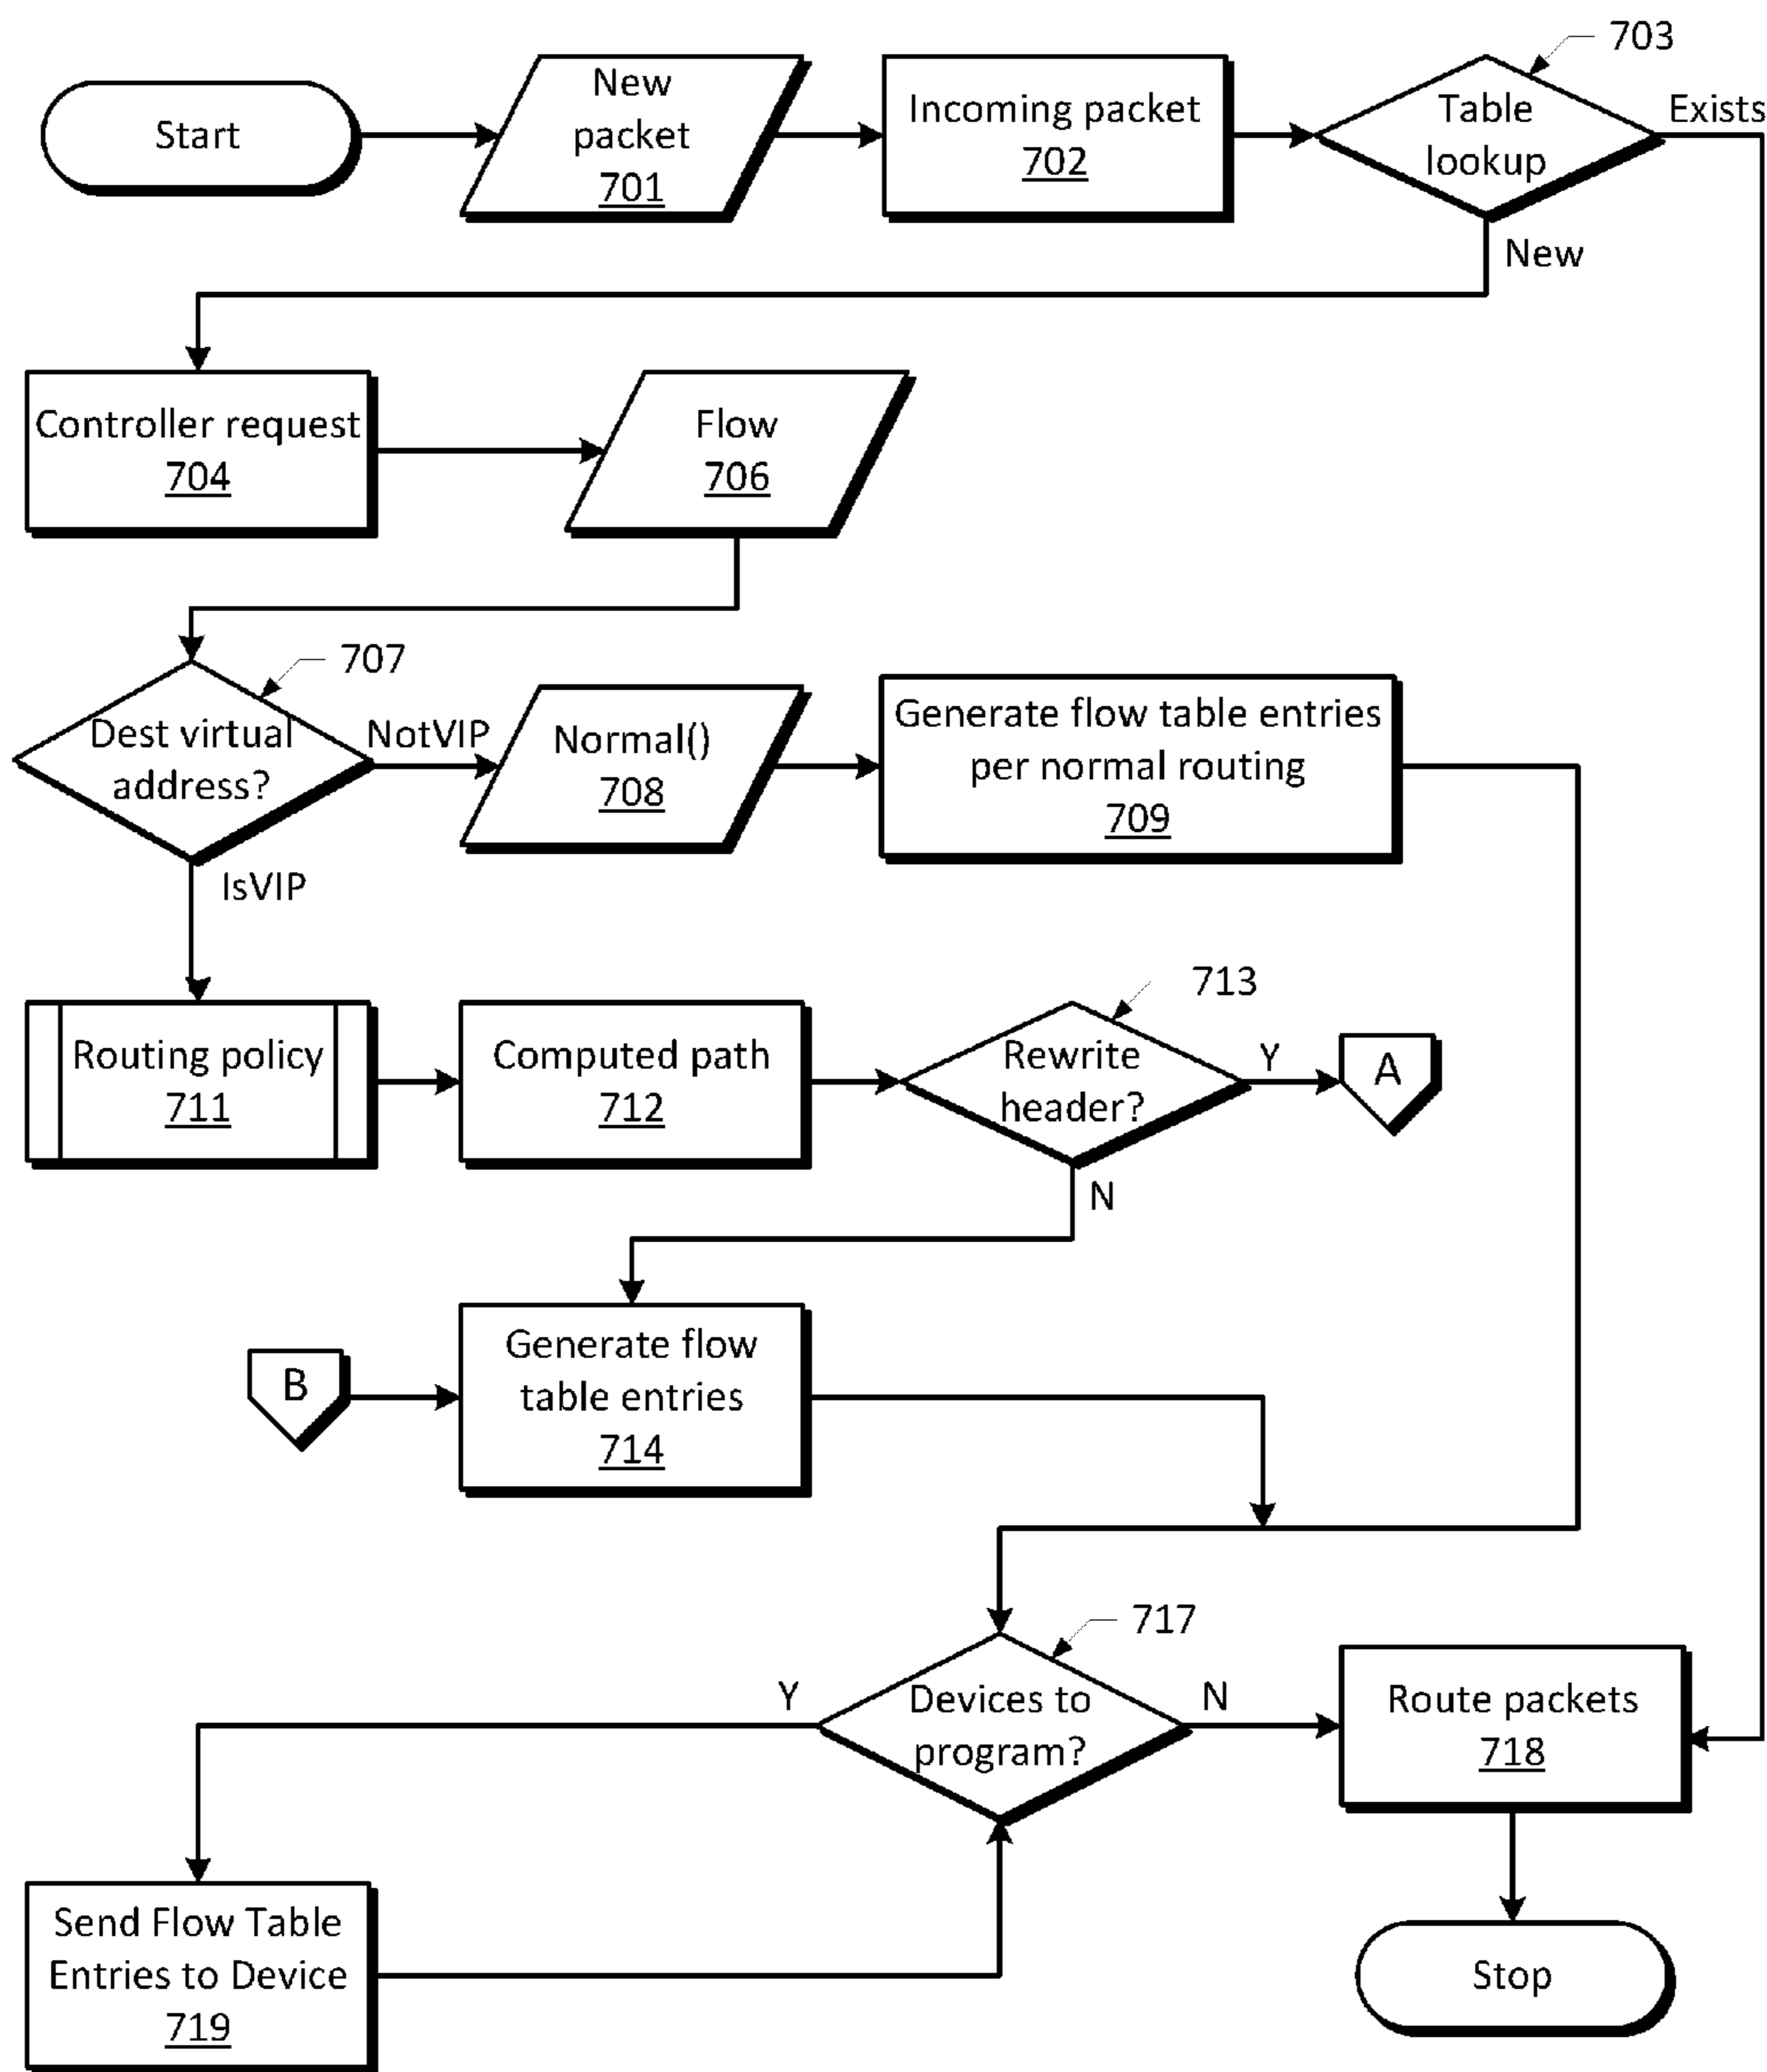 Start
New
packet
701
Incoming packet
702
703
Table
lookup
Exists
New
Controller request
704
Flow
706
707
Dest virtual
address?
NotVIP
IsVIP
Normal()
708
Generate flow table entries
per normal routing
709
Routing policy
711
Computed path
712
713
Rewrite
header?
Y
A
N
B
Generate flow
table entries
714
717
Devices to
program?
Y
N
Route packets
718
Send Flow Table
Entries to Device
719
Stop